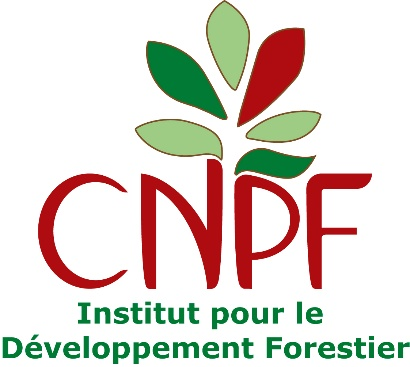 CNPF
Institut pour le
Développement Forestier